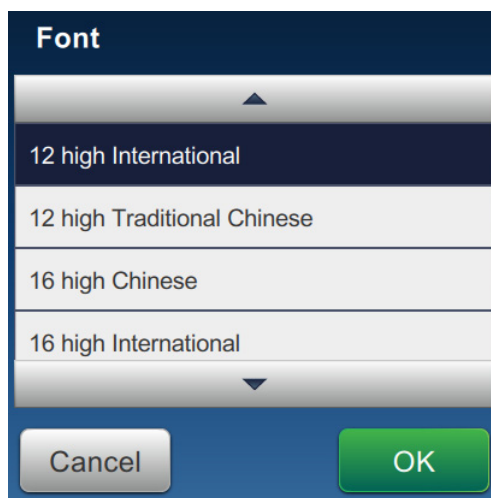 Font
12 high International
12 high Traditional Chinese
16 high Chinese
16 high International
Cancel
OK